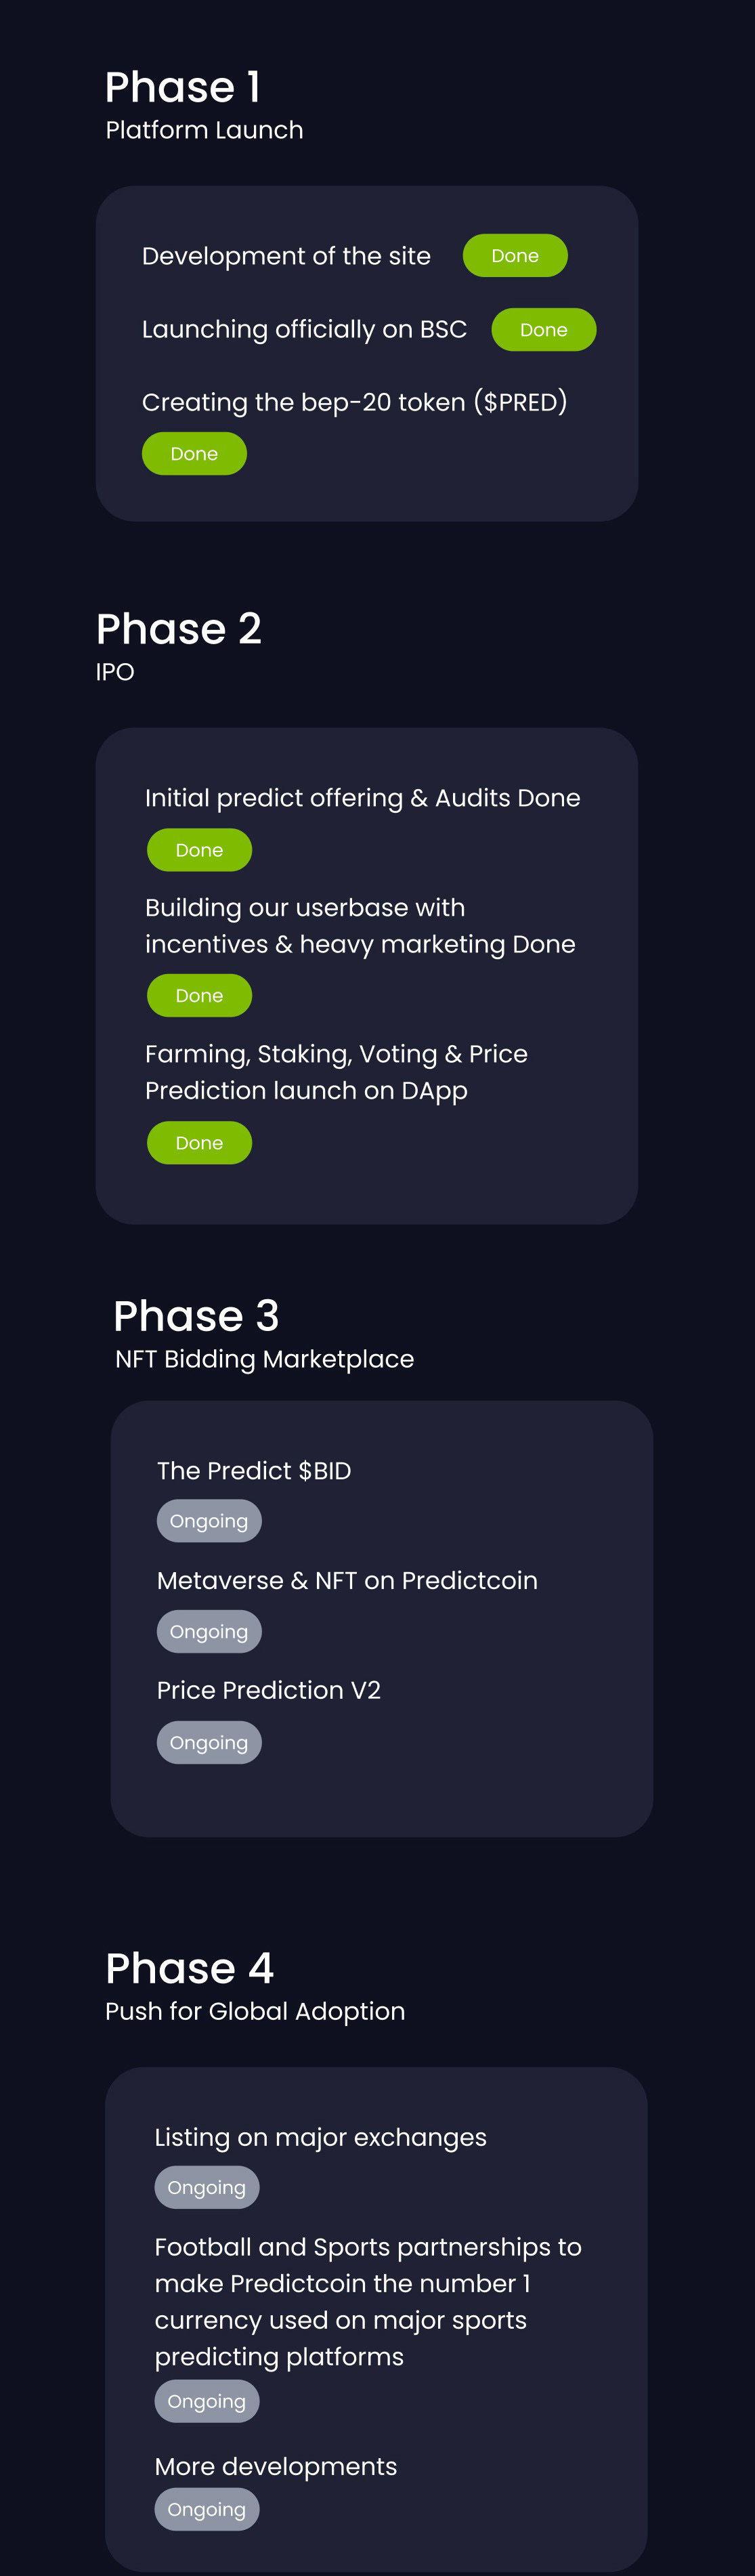 Phase 1
Platform Launch
Development of the site Done
Launching officially on BSC Done
Creating the bep-20 token ($PRED)
Done
Phase 2
IPO
Initial predict offering & Audits Done
Done
Building our userbase with
incentives & heavy marketing Done
Done
Farming, Staking, Voting & Price
Prediction launch on DApp
Done
Phase 3
NFT Bidding Marketplace
The Predict $BID
Ongoing
Metaverse & NFT on Predictcoin
Ongoing
Price Prediction V2
Ongoing
Phase 4
Push for Global Adoption
Listing on major exchanges
Ongoing
Football and Sports partnerships to
make Predictcoin the number 1
currency used on major sports
predicting platforms
Ongoing
More developments
Ongoing